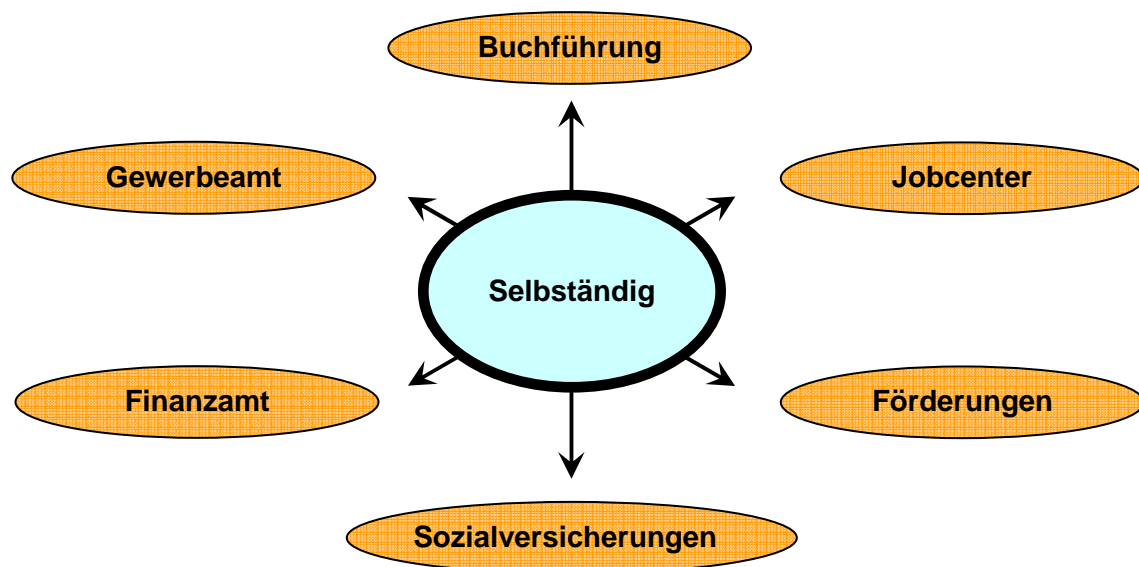 Buchführung
Gewerbeamt
Jobcenter
Selbständig
Finanzamt
Förderungen
Sozialversicherungen